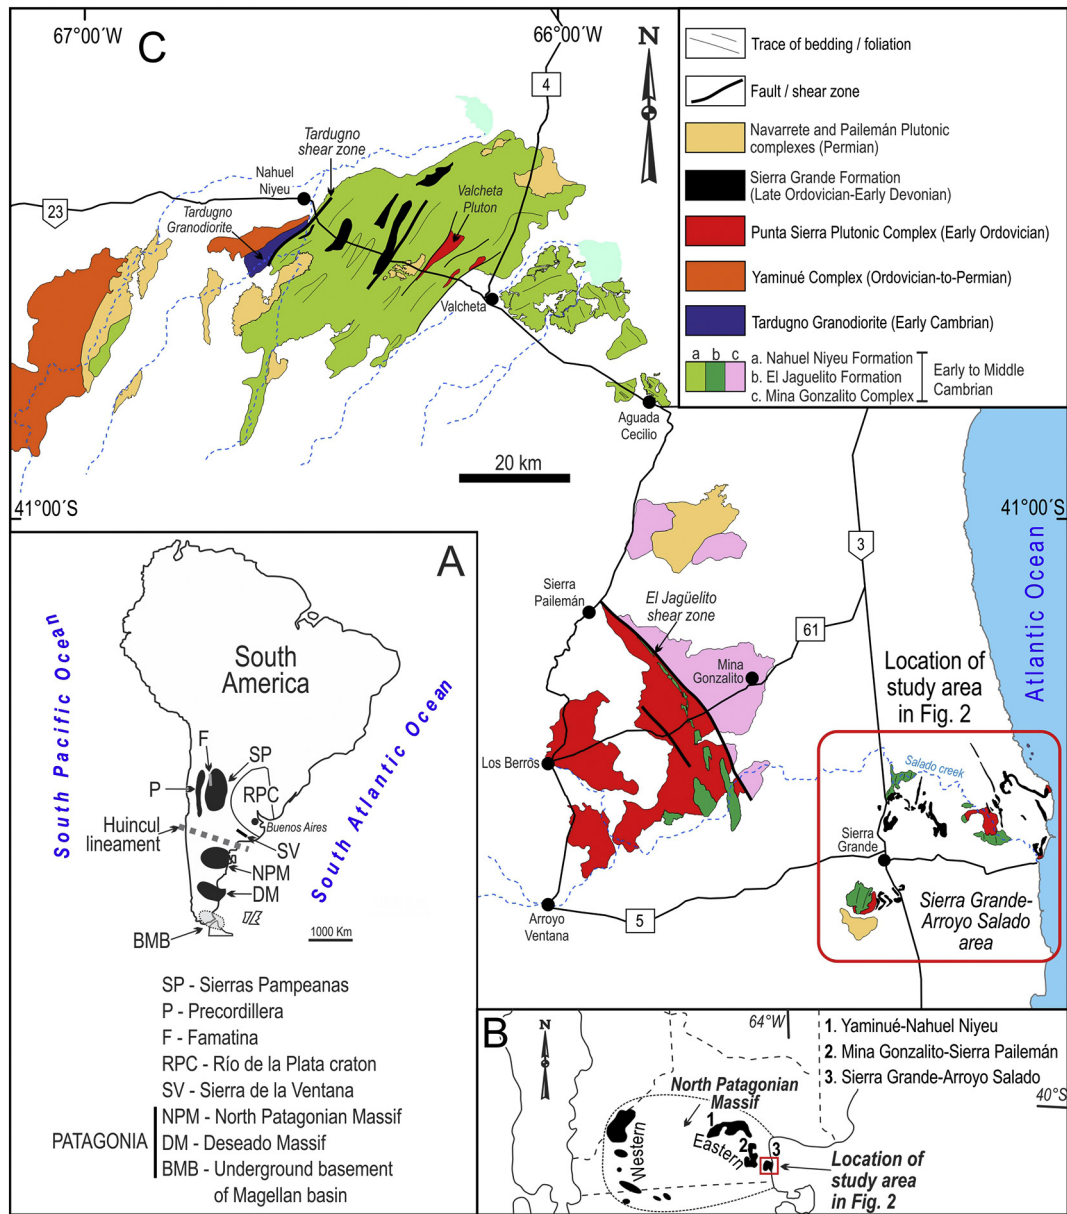 67°00´W
66°00´W
C
N
4
Tardugno
shear zone
Nahuel
Niyeu
23
Tardugno
Granodiorite
Valcheta
Pluton
Valcheta
Aguada
Cecilio
20 km
41°00´S
41°00´S
Trace of bedding / foliation
Fault / shear zone
Navarrete and Pailemán Plutonic
complexes (Permian)
Sierra Grande Formation
(Late Ordovician-Early Devonian)
Punta Sierra Plutonic Complex (Early Ordovician)
Yaminué Complex (Ordovician-to-Permian)
Tardugno Granodiorite (Early Cambrian)
a b c
a. Nahuel Niyeu Formation
b. El Jaguelito Formation
c. Mina Gonzalito Complex
Early to Middle
Cambrian
3
Atlantic Ocean
Sierra
Pailemán
El Jagüelito
shear zone
61
Mina
Gonzalito
Location of
study area
in Fig. 2
Los Berros
Salado creek
Sierra
Grande
Sierra Grande-
Arroyo Salado
area
Arroyo
Ventana
5
A
South Pacific Ocean
South
America
South Atlantic Ocean
F
SP
P
RPC
Huincul
lineament
Buenos Aires
SV
NPM
DM
BMB
1000 Km
SP - Sierras Pampeanas
P - Precordillera
F - Famatina
RPC - Río de la Plata craton
SV - Sierra de la Ventana
PATAGONIA
NPM - North Patagonian Massif
DM - Deseado Massif
BMB - Underground basement
of Magellan basin
B
N
64°W
40°S
1. Yaminué-Nahuel Niyeu
2. Mina Gonzalito-Sierra Pailemán
3. Sierra Grande-Arroyo Salado
North Patagonian
Massif
Western
Eastern
1
2
3
Location of
study area
in Fig. 2